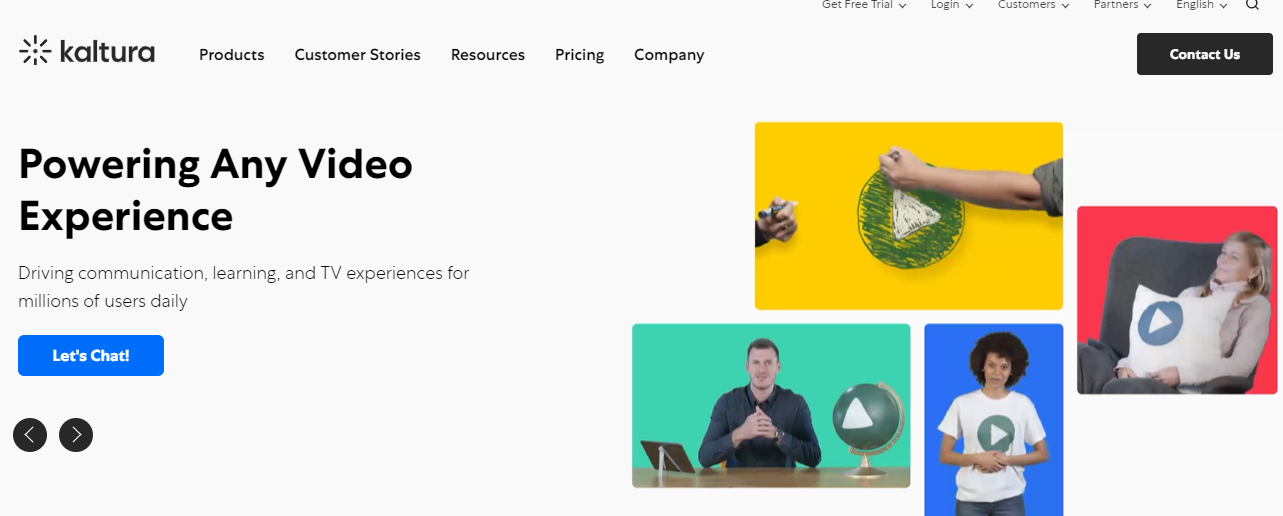 Get Free Trial
Login
Customers
Partners
English
kaltura
Products
Customer Stories
Resources
Pricing
Company
Contact Us
Powering Any Video
Experience
Driving communication, learning, and TV experiences for
millions of users daily
Let's Chat!